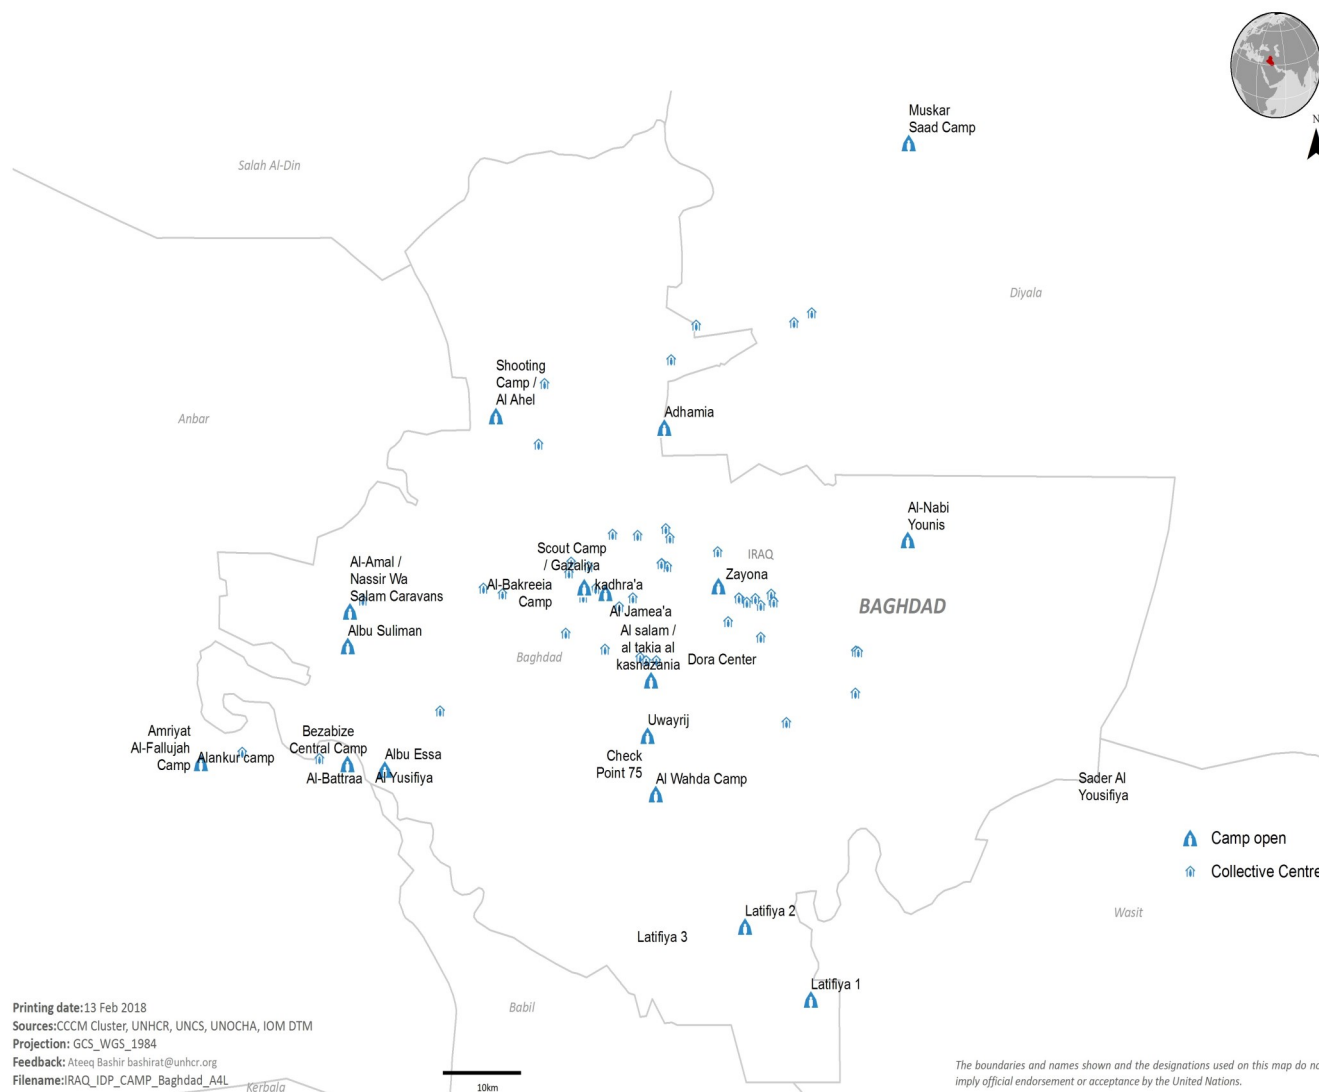 N
Muskar
Saad Camp
Salah Al-Din
Diyala
Shooting
Camp /
Al Ahel
Adhamia
Anbar
Al-Nabi
Younis
IRAQ
Scout Camp
/ Gazaliya
Al-Amal /
Nassir Wa
Salam Caravans
Al-Bakreeia
Camp
kadhra'a
Zayona
BAGHDAD
Al Jamea'a
Albu Suliman
Al salam /
al takia al
kasnazania
Baghdad
Dora Center
Uwayrij
Amriyat
Al-Fallujah
Camp
Alankur camp
Bezabize
Central Camp
Albu Essa
Check
Point 75
Al-Battraa
Al Yusifiya
Al Wahda Camp
Sader Al
Yousifiya
Camp open
Collective Centre
Latifiya 2
Wasit
Latifiya 3
Latifiya 1
Babil
Printing date:13 Feb 2018
Sources:CCCM Cluster, UNHCR, UNCS, UNOCHA, IOM DTM
Projection: GCS_WGS_1984
Feedback: Ateeq Bashir bashirat@unhcr.org
Filename:IRAQ_IDP_CAMP_Baghdad_A4L
Kerbala
10km
The boundaries and names shown and the designations used on this map do no
imply official endorsement or acceptance by the United Nations.